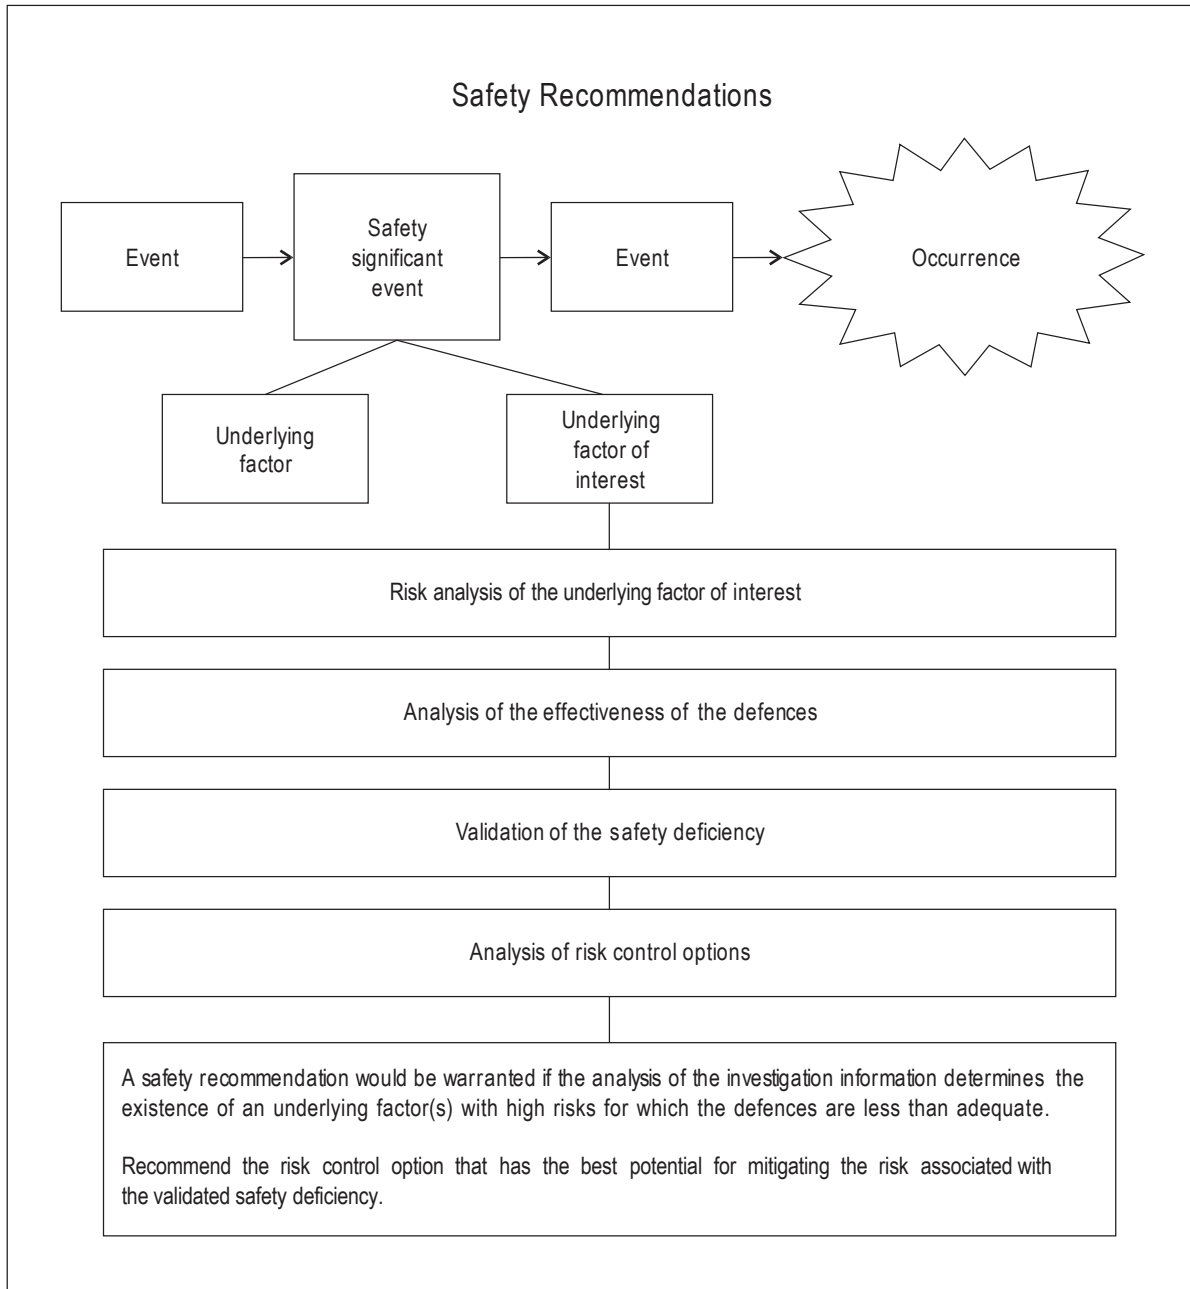 Safety Recommendations
Event
Safety
significant
event
Event
Occurrence
Underlying
factor
Underlying
factor of
interest
Risk analysis of the underlying factor of interest
Analysis of the effectiveness of the defences
Validation of the safety deficiency
Analysis of risk control options
A safety recommendation would be warranted if the analysis of the investigation information determines the
existence of an underlying factor(s) with high risks for which the defences are less than adequate.
Recommend the risk control option that has the best potential for mitigating the risk associated with
the validated safety deficiency.